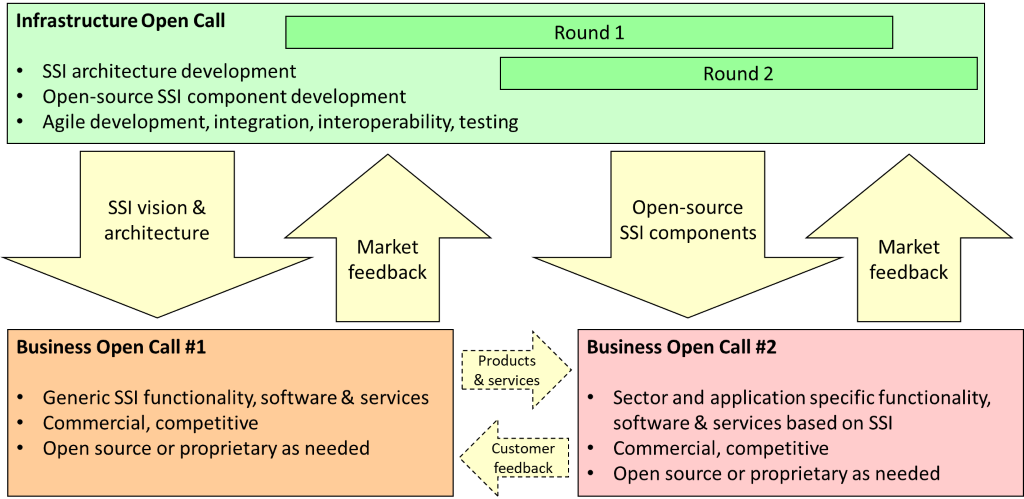 Infrastructure Open Call
Round 1
Round 2
• SSI architecture development
• Open-source SSI component development
• Agile development, integration, interoperability, testing
SSI vision &
architecture
Market
feedback
Open-source
SSI components
Market
feedback
Business Open Call #1
• Generic SSI functionality, software & services
• Commercial, competitive
• Open source or proprietary as needed
Products
& services
Customer
feedback
Business Open Call #2
• Sector and application specific functionality,
software & services based on SSI
• Commercial, competitive
• Open source or proprietary as needed